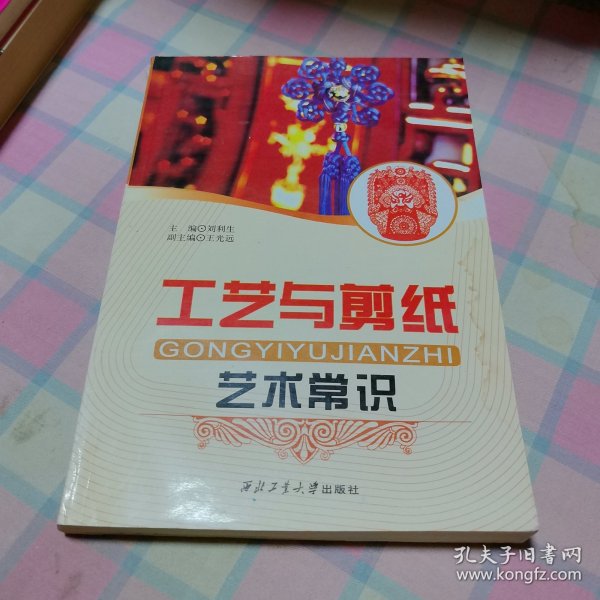 主 编⊙刘利生
副主编⊙王光远
工艺与剪纸
GONGYIYUJIANZHI
艺术常识
西北工业大学出版社
孔夫子旧书网
www.kongfz.com